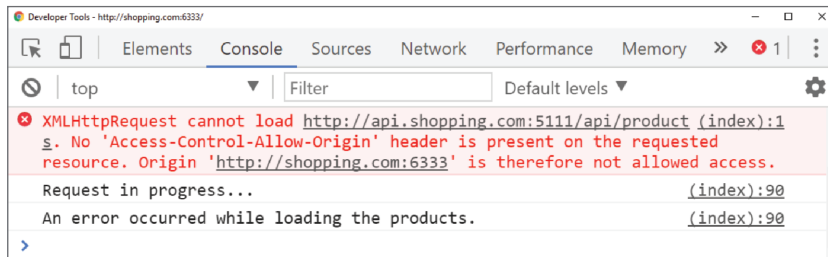 Developer Tools - http://shopping.com:6333/
Elements Console Sources Network Performance Memory » 1
top ▼ Filter Default levels ▼
XMLHttpRequest cannot load http://api.shopping.com:5111/api/product (index):1
s. No 'Access-Control-Allow-Origin' header is present on the requested
resource. Origin 'http://shopping.com:6333' is therefore not allowed access.
Request in progress... (index):90
An error occurred while loading the products. (index):90
>